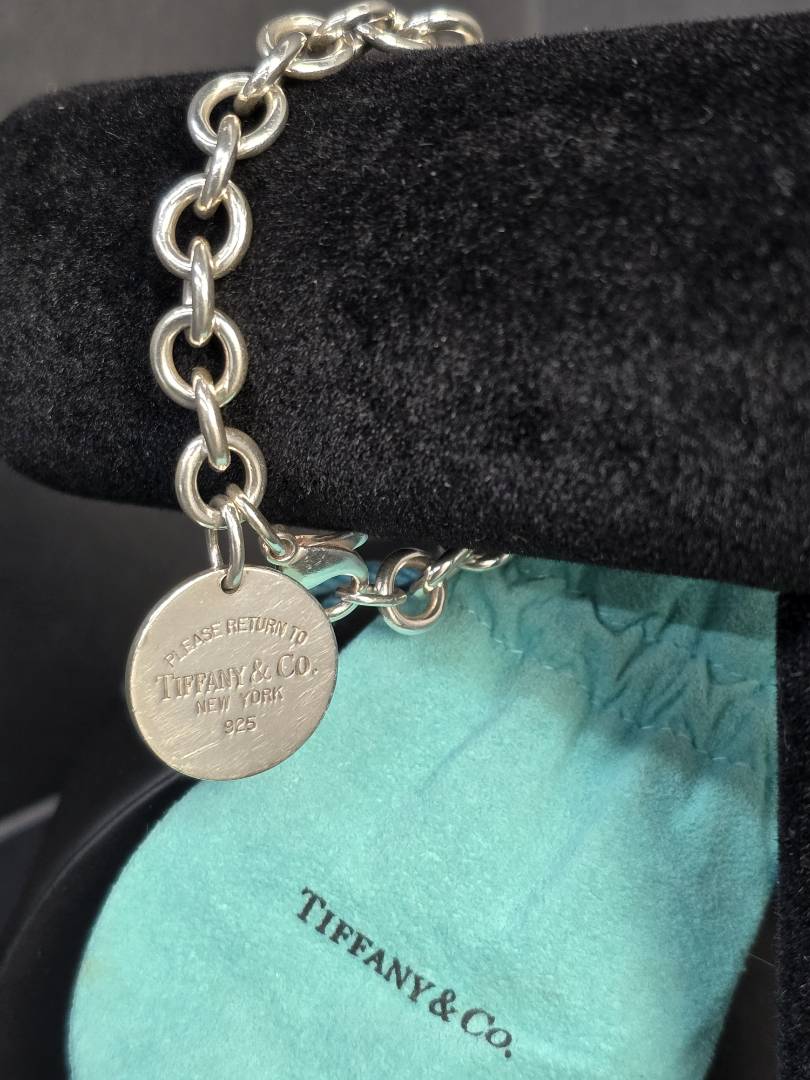 PLEASE RETURN TO
TIFFANY & CO.
NEW YORK
925
TIFFANY & CO.